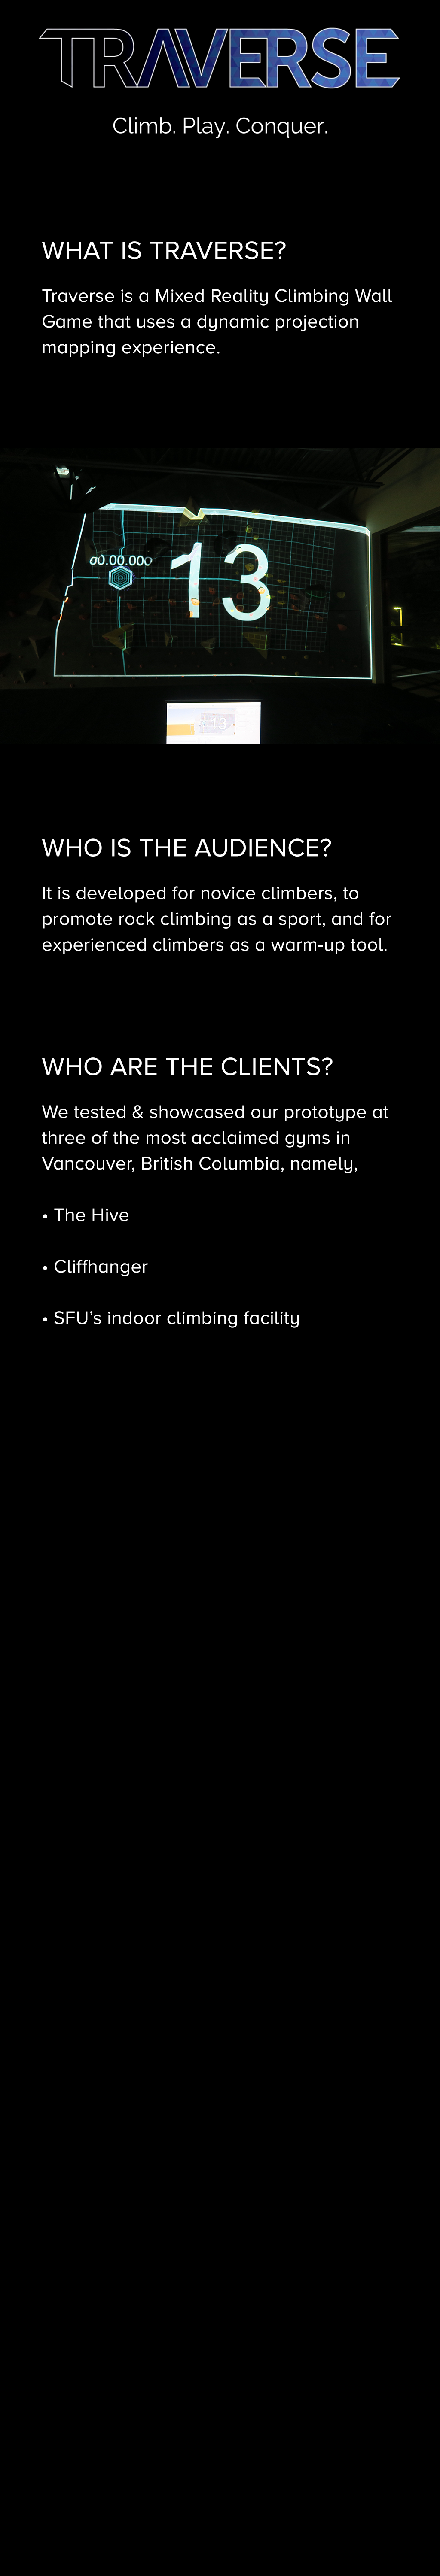 TRAVERSE
Climb. Play. Conquer.
WHAT IS TRAVERSE?
Traverse is a Mixed Reality Climbing Wall
Game that uses a dynamic projection
mapping experience.
00.00.000
13
13
WHO IS THE AUDIENCE?
It is developed for novice climbers, to
promote rock climbing as a sport, and for
experienced climbers as a warm-up tool.
WHO ARE THE CLIENTS?
We tested & showcased our prototype at
three of the most acclaimed gyms in
Vancouver, British Columbia, namely,
• The Hive
• Cliffhanger
• SFU’s indoor climbing facility